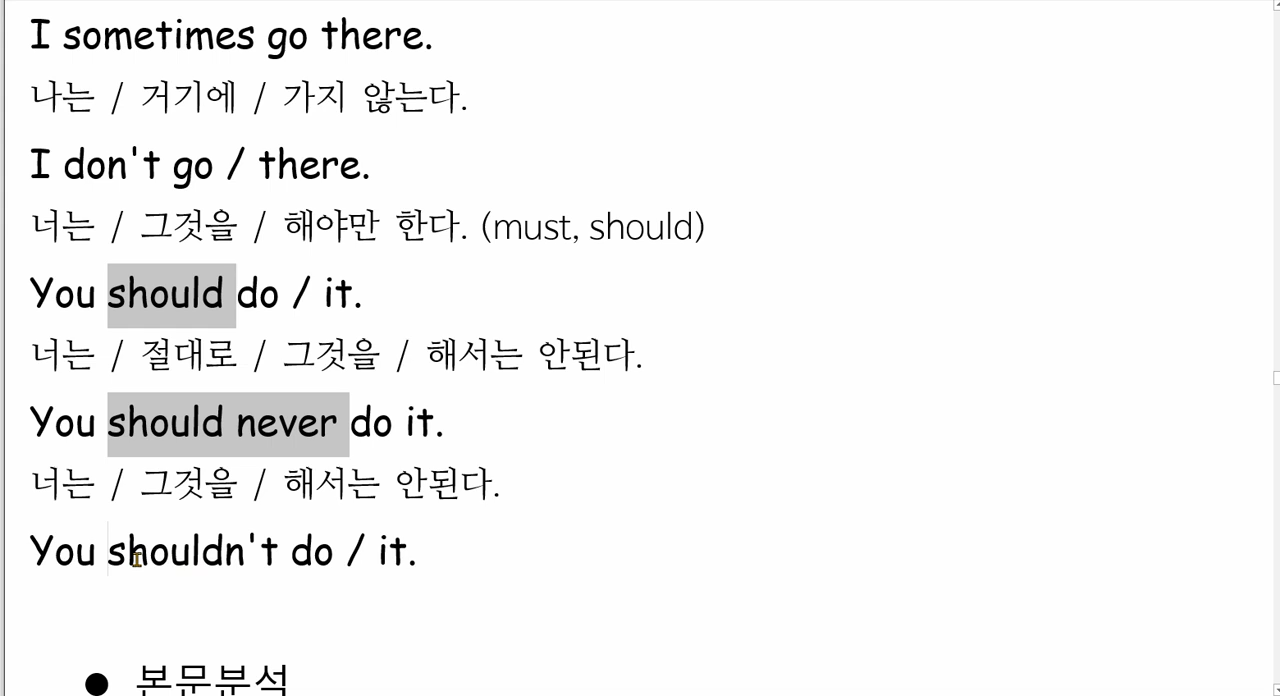 I sometimes go there.
나는 / 거기에 / 가지 않는다.
I don't go / there.
너는 / 그것을 / 해야만 한다. (must, should)
You should do / it.
너는 / 절대로 / 그것을 / 해서는 안된다.
You should never do it.
너는 / 그것을 / 해서는 안된다.
You shouldn't do / it.
● 본문분석